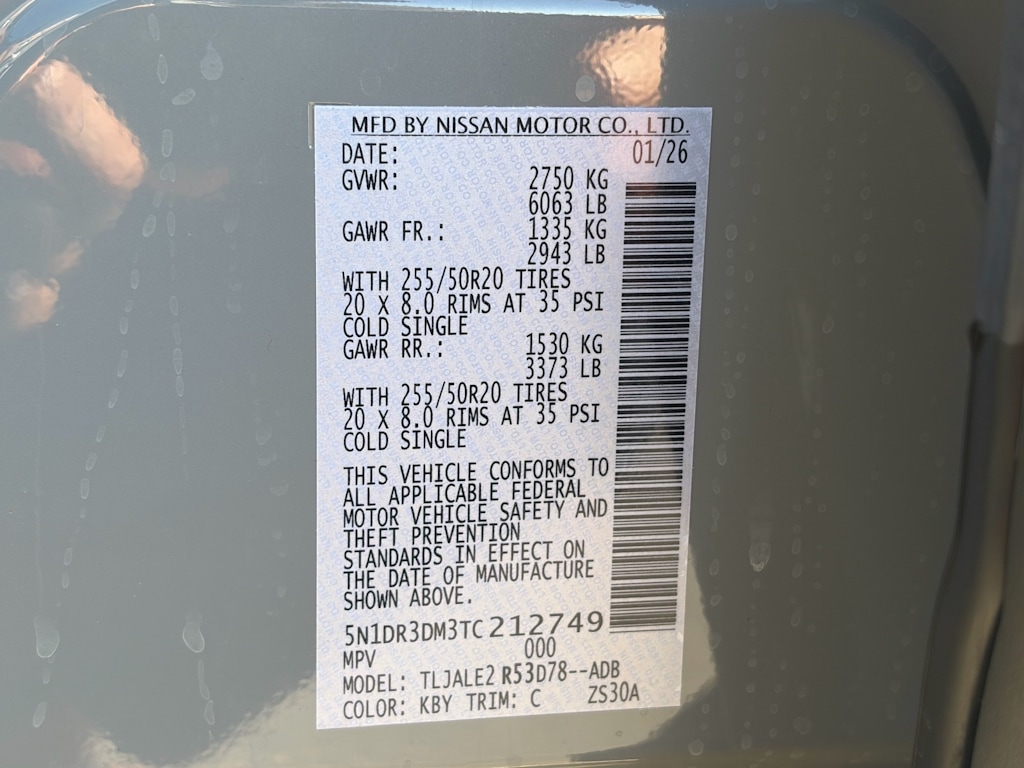 MFD BY NISSAN MOTOR CO., LTD.
DATE: 01/26
GVWR: 2750 KG
6063 LB
GAWR FR.: 1335 KG
2943 LB
WITH 255/50R20 TIRES
20 X 8.0 RIMS AT 35 PSI
COLD SINGLE
GAWR RR.: 1530 KG
3373 LB
WITH 255/50R20 TIRES
20 X 8.0 RIMS AT 35 PSI
COLD SINGLE
THIS VEHICLE CONFORMS TO
ALL APPLICABLE FEDERAL
MOTOR VEHICLE SAFETY AND
THEFT PREVENTION
STANDARDS IN EFFECT ON
THE DATE OF MANUFACTURE
SHOWN ABOVE.
5N1DR3DM3TC212749
MPV 000
MODEL: TLJALE2 R53D78--ADB
COLOR: KBY TRIM: C ZS30A